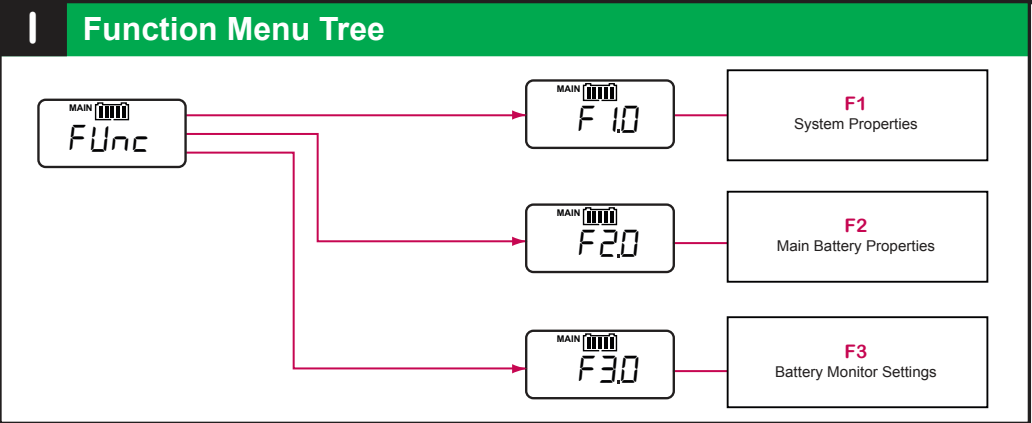 I
Function Menu Tree
MAIN
FUnc
MAIN
F 1.0
F1
System Properties
MAIN
F2.0
F2
Main Battery Properties
MAIN
F3.0
F3
Battery Monitor Settings